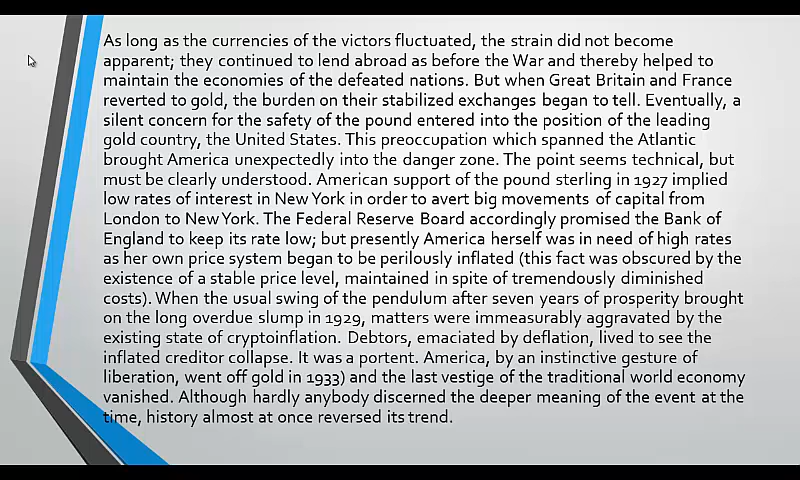 As long as the currencies of the victors fluctuated, the strain did not become
apparent; they continued to lend abroad as before the War and thereby helped to
maintain the economies of the defeated nations. But when Great Britain and France
reverted to gold, the burden on their stabilized exchanges began to tell. Eventually, a
silent concern for the safety of the pound entered into the position of the leading
gold country, the United States. This preoccupation which spanned the Atlantic
brought America unexpectedly into the danger zone. The point seems technical, but
must be clearly understood. American support of the pound sterling in 1927 implied
low rates of interest in New York in order to avert big movements of capital from
London to New York. The Federal Reserve Board accordingly promised the Bank of
England to keep its rate low; but presently America herself was in need of high rates
as her own price system began to be perilously inflated (this fact was obscured by the
existence of a stable price level, maintained in spite of tremendously diminished
costs). When the usual swing of the pendulum after seven years of prosperity brought
on the long overdue slump in 1929, matters were immeasurably aggravated by the
existing state of cryptoinflation. Debtors, emaciated by deflation, lived to see the
inflated creditor collapse. It was a portent. America, by an instinctive gesture of
liberation, went off gold in 1933) and the last vestige of the traditional world economy
vanished. Although hardly anybody discerned the deeper meaning of the event at the
time, history almost at once reversed its trend.